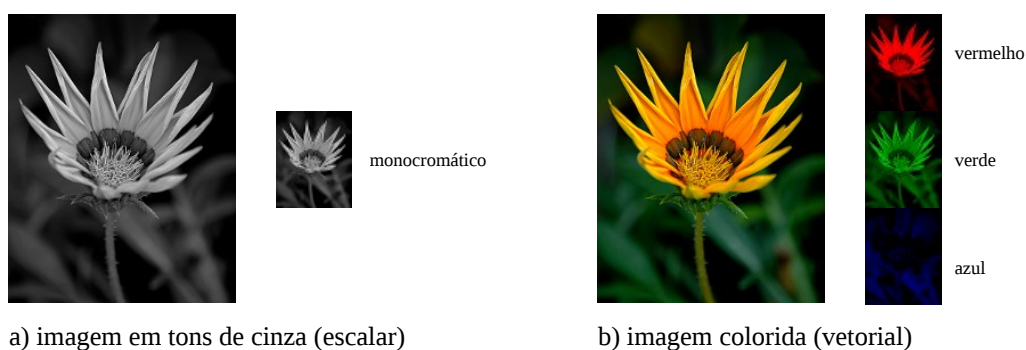 monocromático
vermelho
verde
azul
a) imagem em tons de cinza (escalar)
b) imagem colorida (vetorial)